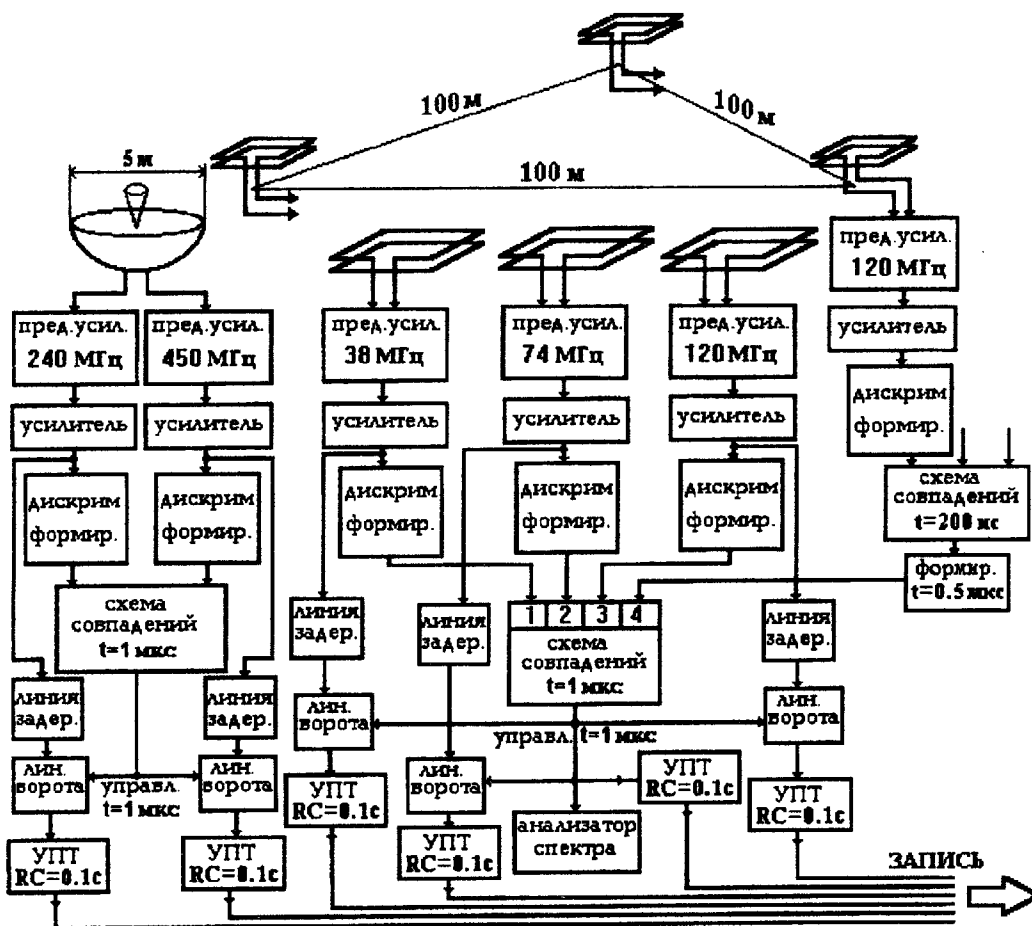 100 м
100 м
5 м
100 м
пред.усил.
120 МГц
пред.усил.
240 МГц
пред.усил.
450 МГц
пред.усил.
38 МГц
пред.усил.
74 МГц
пред.усил.
120 МГц
усилитель
усилитель
усилитель
усилитель
усилитель
усилитель
дискрим
формир.
дискрим
формир.
дискрим
формир.
дискрим
формир.
дискрим
формир.
дискрим
формир.
схема
совпадений
t=200 нс
формир.
t=0.5 мкс
схема
совпадений
t=1 мкс
линия
задер.
линия
задер.
1 2 3 4
схема
совпадений
t=1 мкс
линия
задер.
линия
задер.
линия
задер.
лин.
ворота
управл. t=1 мкс
лин.
ворота
лин.
ворота
управл.
t=1 мкс
лин.
ворота
лин.
ворота
УПТ
RC=0.1с
УПТ
RC=0.1с
УПТ
RC=0.1с
анализатор
спектра
УПТ
RC=0.1с
УПТ
RC=0.1с
УПТ
RC=0.1с
ЗАПИСЬ